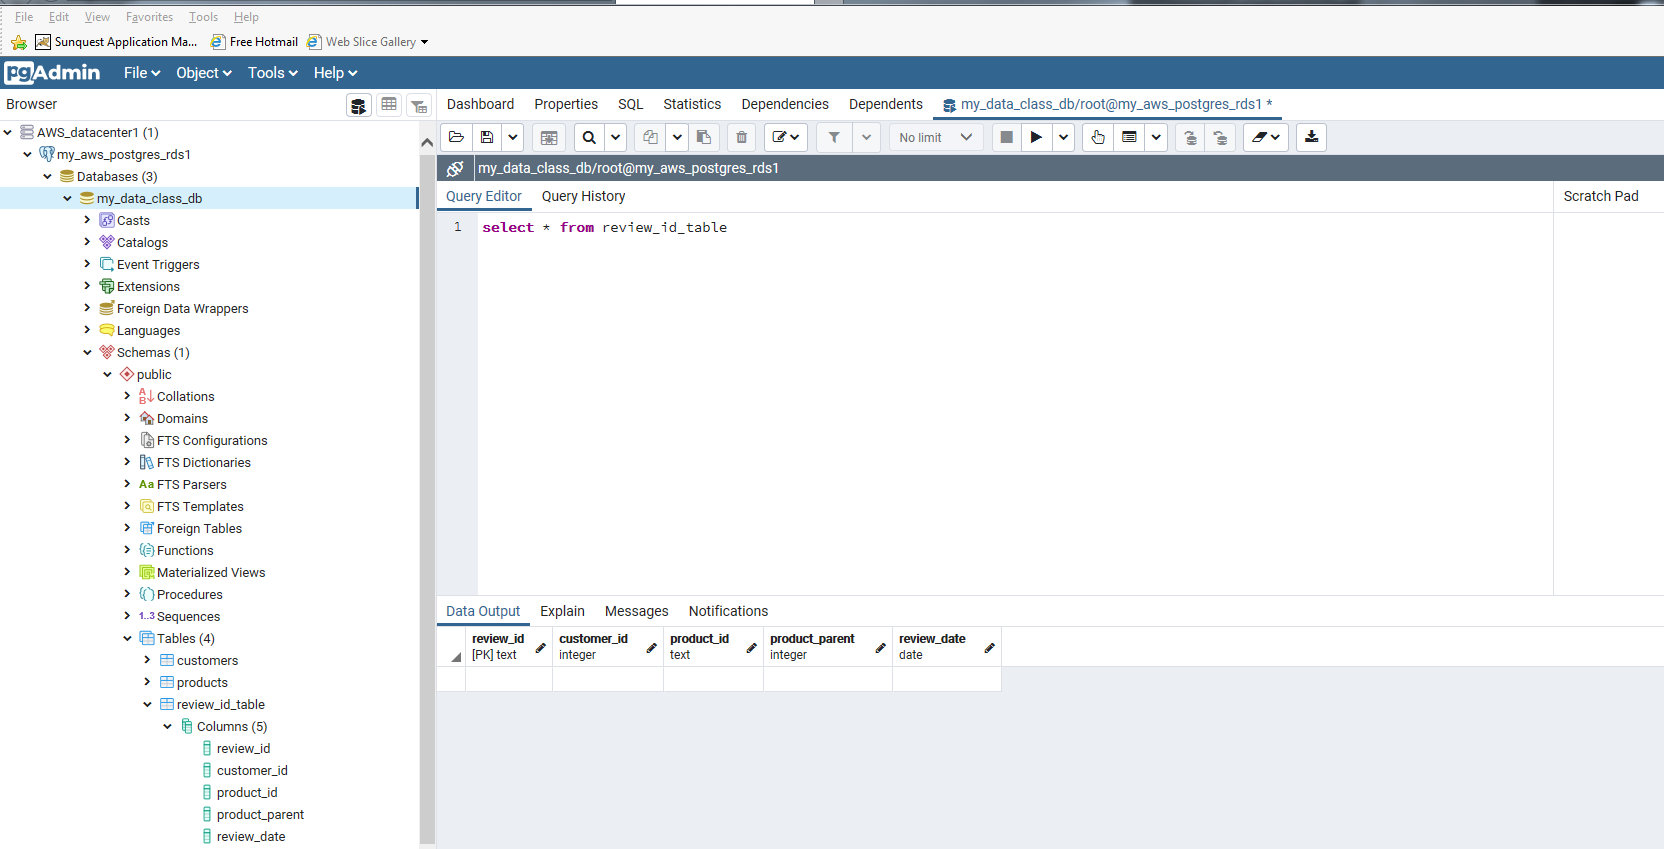 File Edit View Favorites Tools Help
Sunquest Application Ma... Free Hotmail Web Slice Gallery
pgAdmin File Object Tools Help
Browser
Dashboard Properties SQL Statistics Dependencies Dependents my_data_class_db/root@my_aws_postgres_rds1 *
No limit
my_data_class_db/root@my_aws_postgres_rds1
Query Editor Query History
Scratch Pad
1 select * from review_id_table
AWS_datacenter1 (1)
my_aws_postgres_rds1
Databases (3)
my_data_class_db
Casts
Catalogs
Event Triggers
Extensions
Foreign Data Wrappers
Languages
Schemas (1)
public
Collations
Domains
FTS Configurations
FTS Dictionaries
Aa FTS Parsers
FTS Templates
Foreign Tables
Functions
Materialized Views
Procedures
1..3 Sequences
Tables (4)
customers
products
review_id_table
Columns (5)
review_id
customer_id
product_id
product_parent
review_date
Data Output Explain Messages Notifications
review_id customer_id product_id product_parent review_date
[PK] text integer text integer date